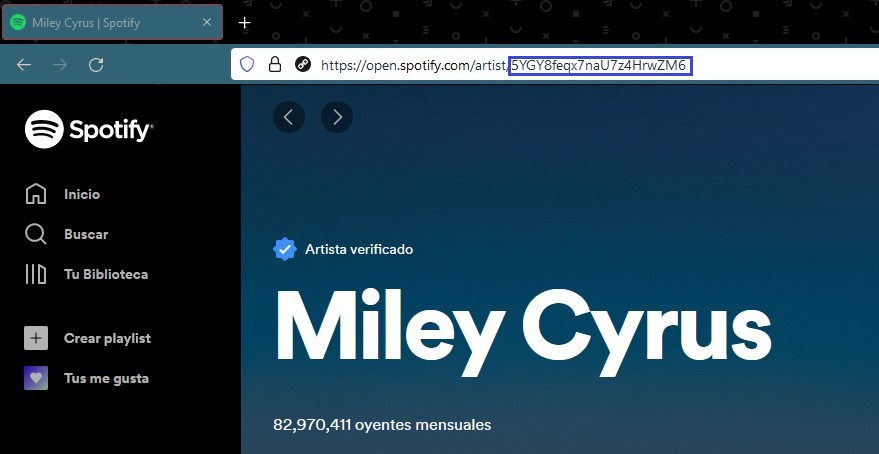 Miley Cyrus | Spotify
https://open.spotify.com/artist/5YGY8feqx7naU7z4HrwZM6
Spotify
Inicio
Buscar
Tu Biblioteca
Crear playlist
Tus me gusta
Artista verificado
Miley Cyrus
82,970,411 oyentes mensuales